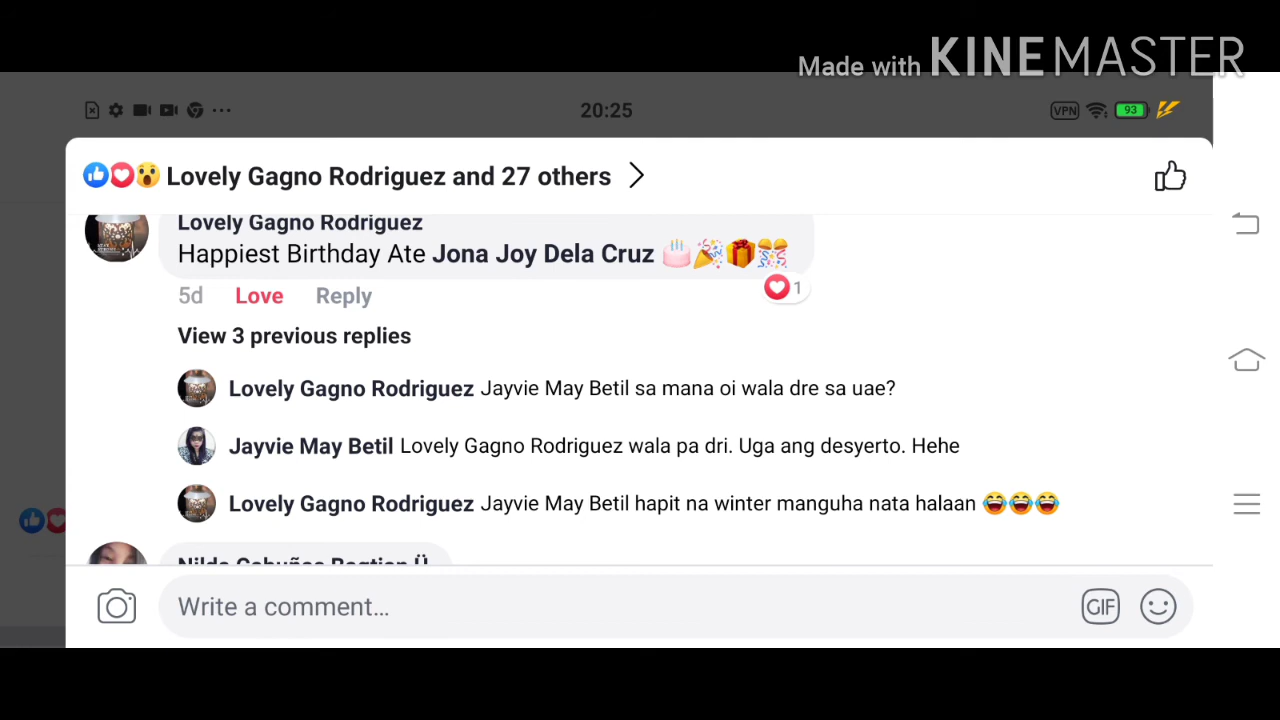 Made with KINEMASTER
20:25
VPN
93
Lovely Gagno Rodriguez and 27 others
Lovely Gagno Rodriguez
Happiest Birthday Ate Jona Joy Dela Cruz 🎂🎉🎁🎊
1
5d Love Reply
View 3 previous replies
Lovely Gagno Rodriguez Jayvie May Betil sa mana oi wala dre sa uae?
Jayvie May Betil Lovely Gagno Rodriguez wala pa dri. Uga ang desyerto. Hehe
Lovely Gagno Rodriguez Jayvie May Betil hapit na winter manguha nata halaan 😂😂😂
Write a comment...
GIF